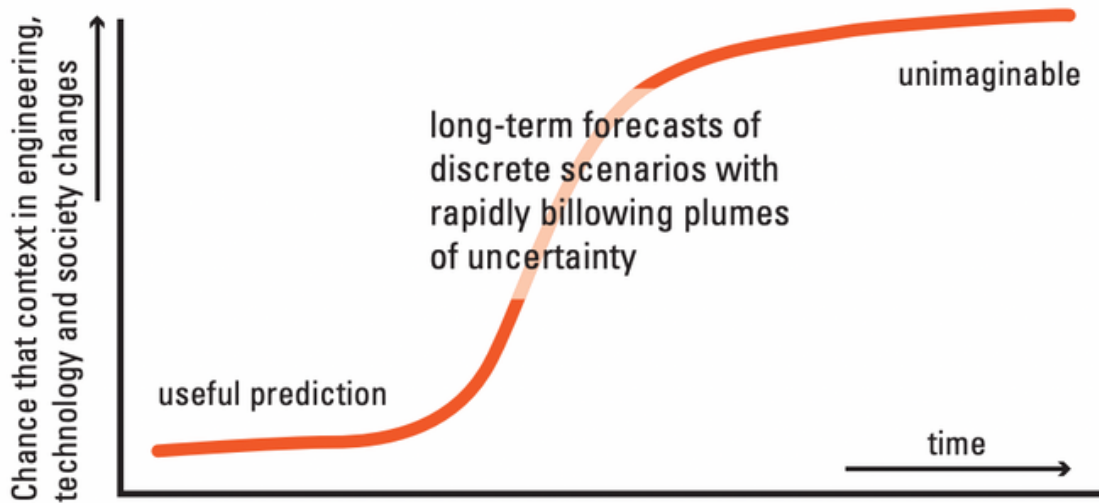 Chance that context in engineering,
technology and society changes
unimaginable
long-term forecasts of
discrete scenarios with
rapidly billowing plumes
of uncertainty
useful prediction
time